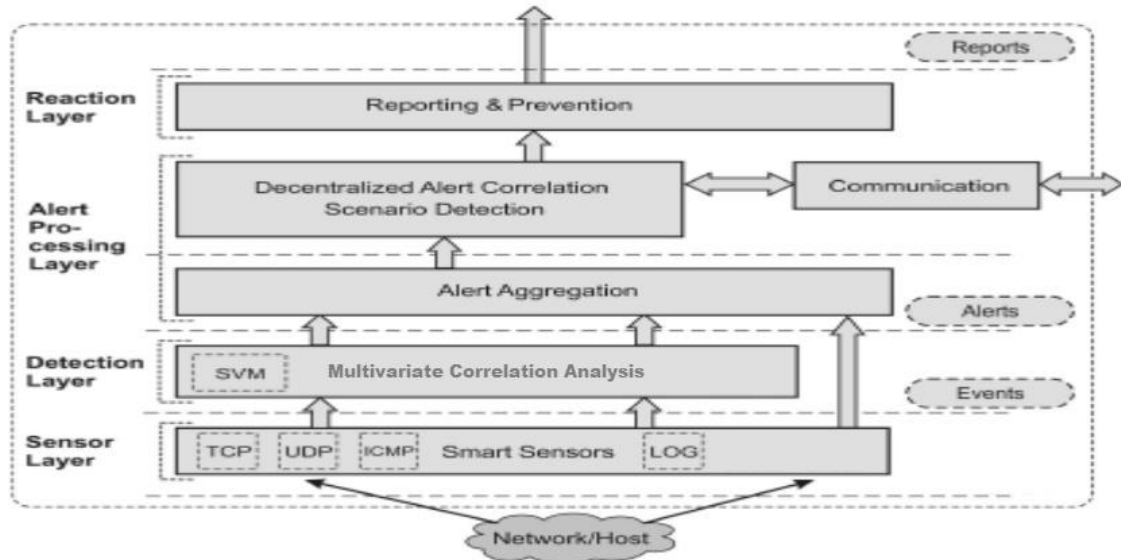 Reports
Reaction
Layer
Reporting & Prevention
Decentralized Alert Correlation
Scenario Detection
Communication
Alert
Pro-
cessing
Layer
Alert Aggregation
Alerts
Detection
Layer
SVM
Multivariate Correlation Analysis
Events
Sensor
Layer
TCP
UDP
ICMP
Smart Sensors
LOG
Network/Host